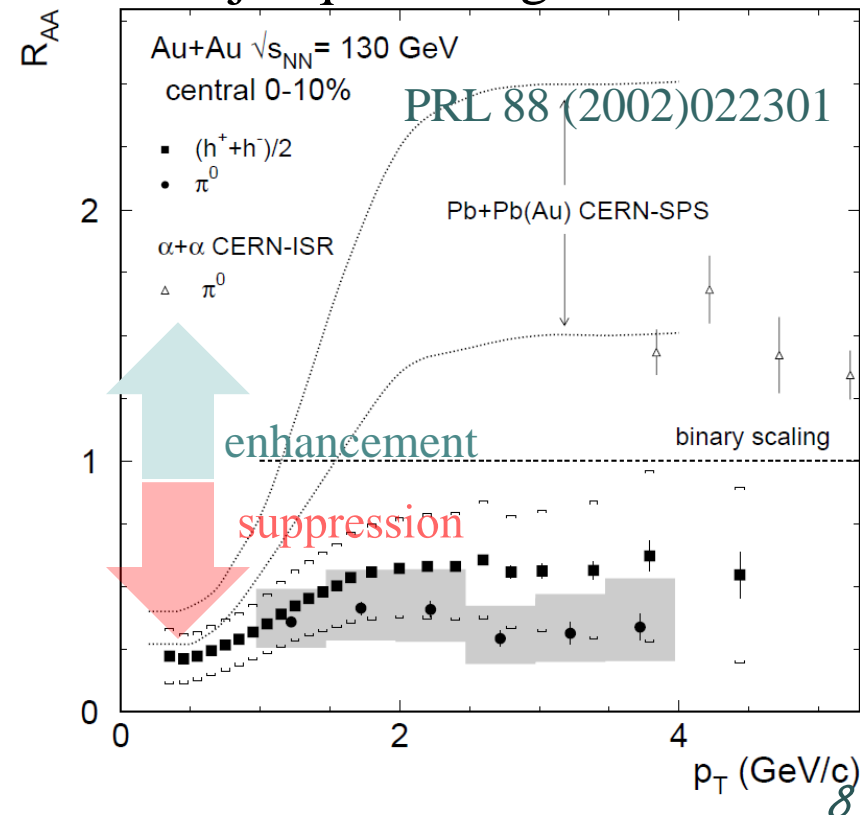 R_AA
Au+Au √s_NN= 130 GeV
central 0-10%
PRL 88 (2002)022301
(h⁺+h⁻)/2
π⁰
2
Pb+Pb(Au) CERN-SPS
α+α CERN-ISR
π⁰
enhancement
binary scaling
1
suppression
0
0
2
4
p_T (GeV/c)
8